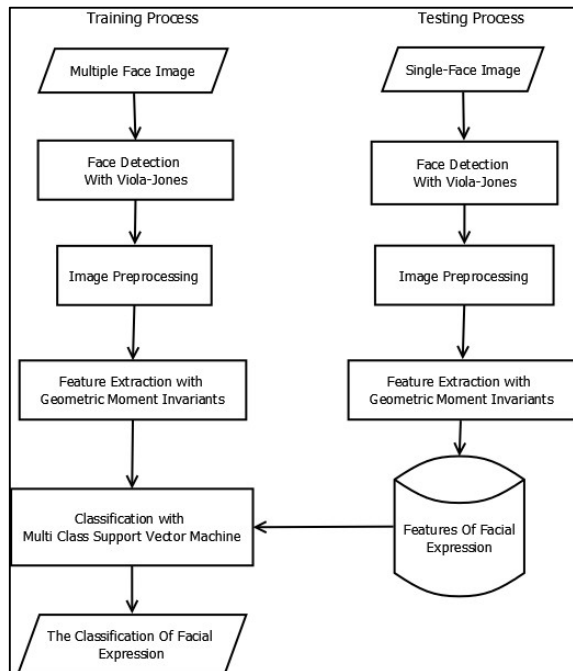 Training Process
Multiple Face Image
Face Detection
With Viola-Jones
Image Preprocessing
Feature Extraction with
Geometric Moment Invariants
Classification with
Multi Class Support Vector Machine
The Classification Of Facial
Expression
Testing Process
Single-Face Image
Face Detection
With Viola-Jones
Image Preprocessing
Feature Extraction with
Geometric Moment Invariants
Features Of Facial
Expression